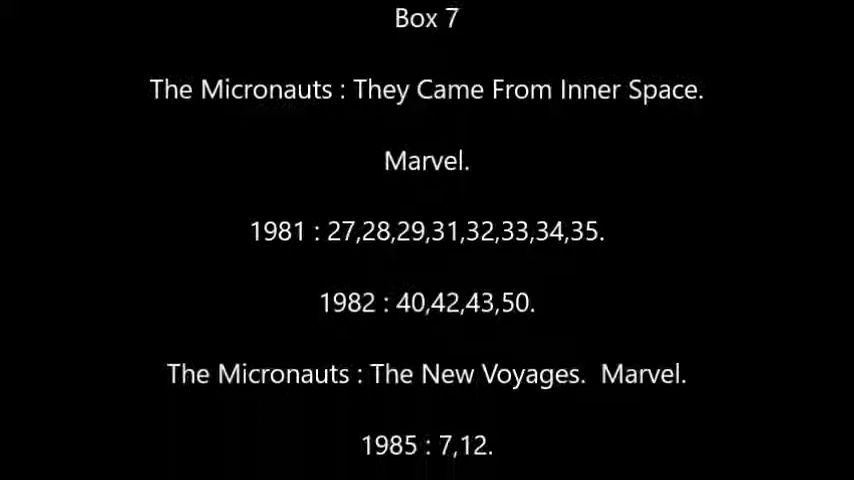 Box 7
The Micronauts : They Came From Inner Space.
Marvel.
1981 : 27,28,29,31,32,33,34,35.
1982 : 40,42,43,50.
The Micronauts : The New Voyages.  Marvel.
1985 : 7,12.